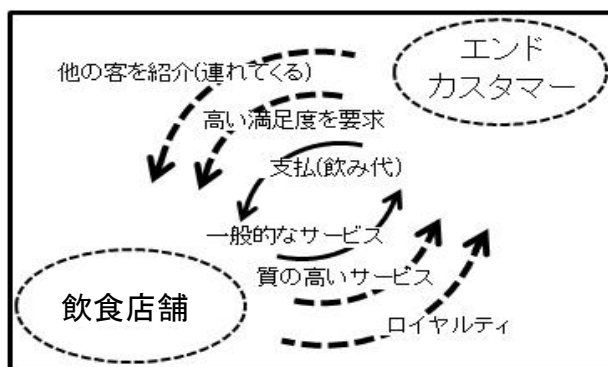 エンド
カスタマー
他の客を紹介(連れてくる)
高い満足度を要求
支払(飲み代)
一般的なサービス
質の高いサービス
飲食店舗
ロイヤルティ